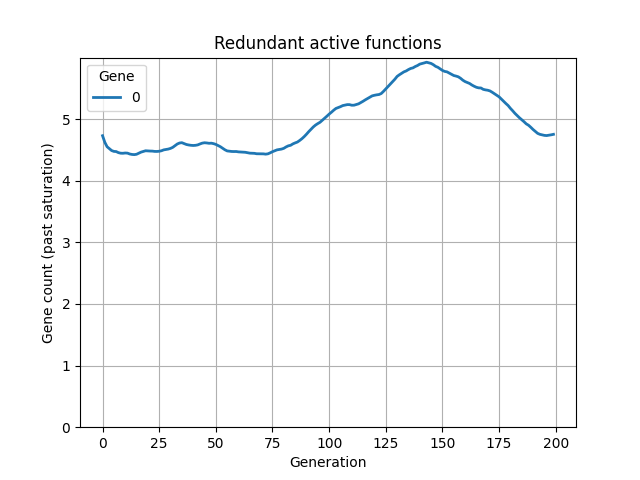 Redundant active functions
Gene
0
Gene count (past saturation)
5
4
3
2
1
0
0 25 50 75 100 125 150 175 200
Generation